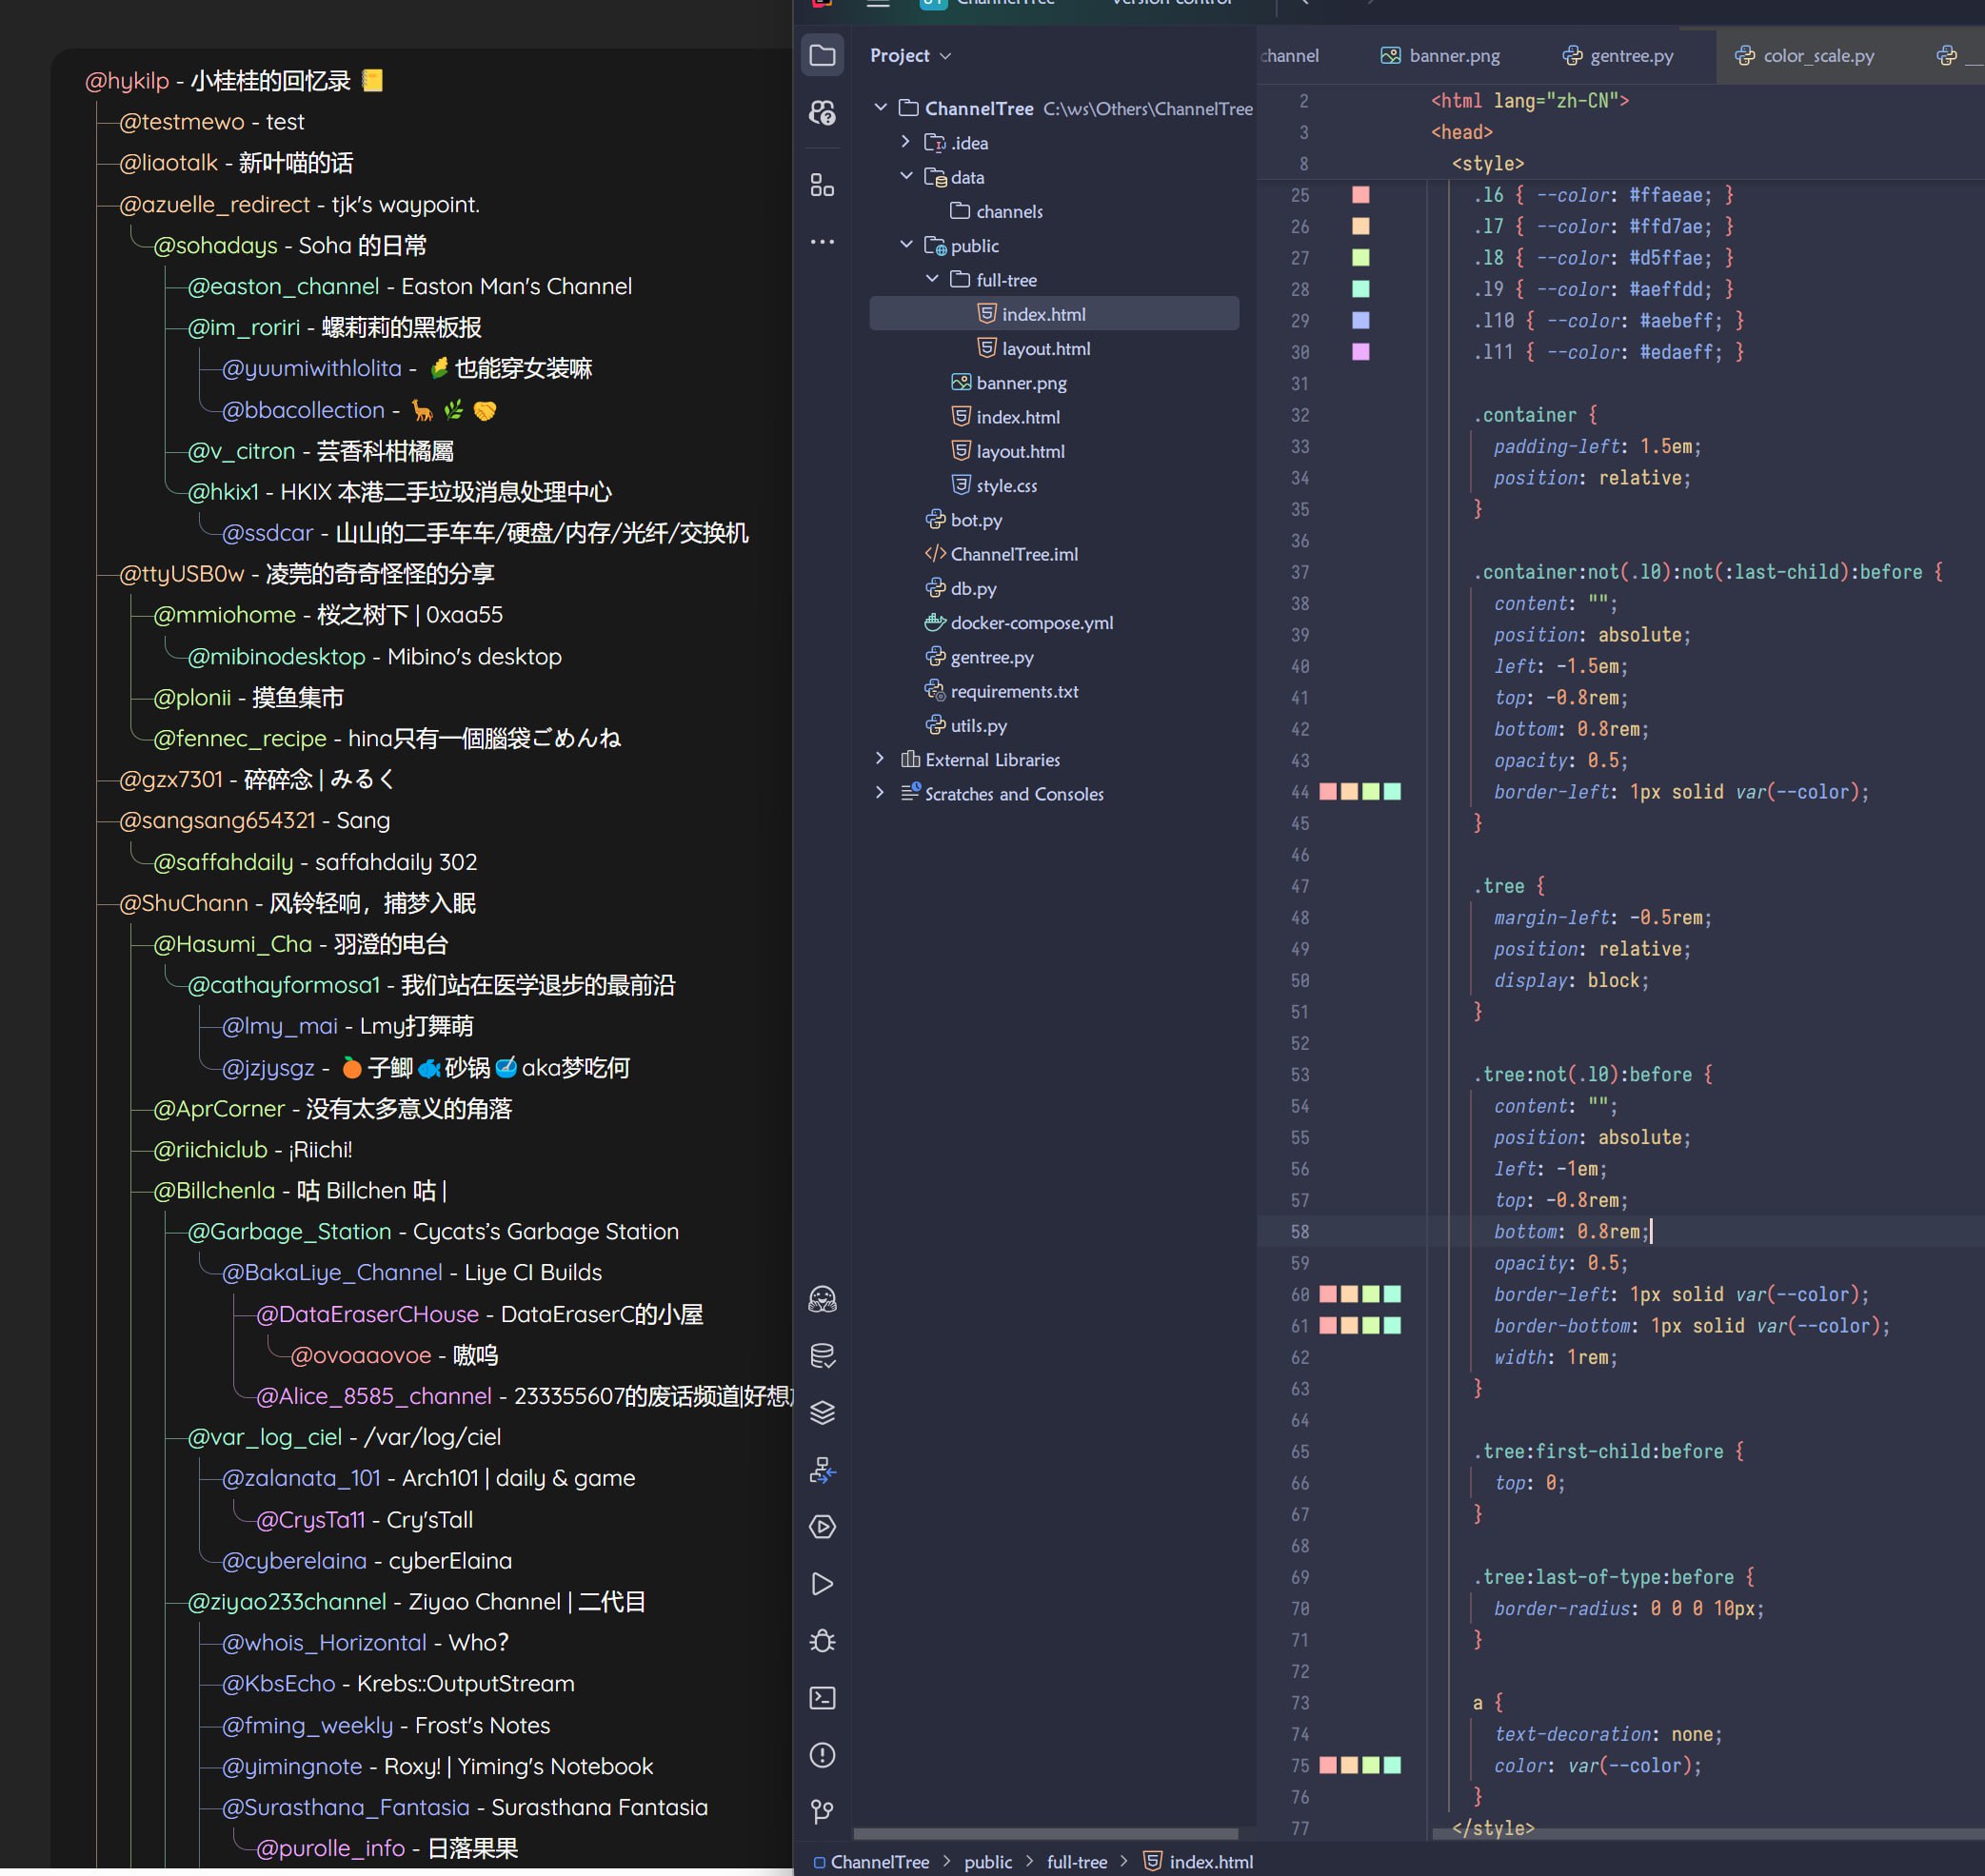 @hykilp - 小桂桂的回忆录 📒
@testmewo - test
@liaotalk - 新叶喵的话
@azuelle_redirect - tjk's waypoint.
@sohadays - Soha 的日常
@easton_channel - Easton Man's Channel
@im_roriri - 螺莉莉的黑板报
@yuumiwithlolita - 🌽也能穿女装嘛
@bbacollection - 🦙 🌿 🤝
@v_citron - 芸香科柑橘屬
@hkix1 - HKIX 本港二手垃圾消息处理中心
@ssdcar - 山山的二手车车/硬盘/内存/光纤/交换机
@ttyUSB0w - 凌莞的奇奇怪怪的分享
@mmiohome - 桜之树下 | 0xaa55
@mibinodesktop - Mibino's desktop
@plonii - 摸鱼集市
@fennec_recipe - hina只有一個腦袋ごめんね
@gzx7301 - 碎碎念 | みるく
@sangsang654321 - Sang
@saffahdaily - saffahdaily 302
@ShuChann - 风铃轻响，捕梦入眠
@Hasumi_Cha - 羽澄的电台
@cathayformosa1 - 我们站在医学退步的最前沿
@lmy_mai - Lmy打舞萌
@jzjysgz - 🍊子鲫🐟砂锅🥣aka梦吃何
@AprCorner - 没有太多意义的角落
@riichiclub - ¡Riichi!
@Billchenla - 咕 Billchen 咕 |
@Garbage_Station - Cycats’s Garbage Station
@BakaLiye_Channel - Liye CI Builds
@DataEraserCHouse - DataEraserC的小屋
@ovoaaovoe - 嗷呜
@Alice_8585_channel - 233355607的废话频道|好想
@var_log_ciel - /var/log/ciel
@zalanata_101 - Arch101 | daily & game
@CrysTa11 - Cry'sTall
@cyberelaina - cyberElaina
@ziyao233channel - Ziyao Channel | 二代目
@whois_Horizontal - Who?
@KbsEcho - Krebs::OutputStream
@fming_weekly - Frost's Notes
@yimingnote - Roxy! | Yiming's Notebook
@Surasthana_Fantasia - Surasthana Fantasia
@purolle_info - 日落果果
ChannelTree Version control
Project
ChannelTree C:\ws\Others\ChannelTree
.idea
data
channels
public
full-tree
index.html
layout.html
banner.png
index.html
layout.html
style.css
bot.py
ChannelTree.iml
db.py
docker-compose.yml
gentree.py
requirements.txt
utils.py
External Libraries
Scratches and Consoles
channel banner.png gentree.py color_scale.py
2 <html lang="zh-CN">
3 <head>
8 <style>
25 .l6 { --color: #ffaeae; }
26 .l7 { --color: #ffd7ae; }
27 .l8 { --color: #d5ffae; }
28 .l9 { --color: #aeffdd; }
29 .l10 { --color: #aebeff; }
30 .l11 { --color: #edaeff; }
31
32 .container {
33 padding-left: 1.5em;
34 position: relative;
35 }
36
37 .container:not(.l0):not(:last-child):before {
38 content: "";
39 position: absolute;
40 left: -1.5em;
41 top: -0.8rem;
42 bottom: 0.8rem;
43 opacity: 0.5;
44 border-left: 1px solid var(--color);
45 }
46
47 .tree {
48 margin-left: -0.5rem;
49 position: relative;
50 display: block;
51 }
52
53 .tree:not(.l0):before {
54 content: "";
55 position: absolute;
56 left: -1em;
57 top: -0.8rem;
58 bottom: 0.8rem;
59 opacity: 0.5;
60 border-left: 1px solid var(--color);
61 border-bottom: 1px solid var(--color);
62 width: 1rem;
63 }
64
65 .tree:first-child:before {
66 top: 0;
67 }
68
69 .tree:last-of-type:before {
70 border-radius: 0 0 0 10px;
71 }
72
73 a {
74 text-decoration: none;
75 color: var(--color);
76 }
77 </style>
ChannelTree > public > full-tree > index.html